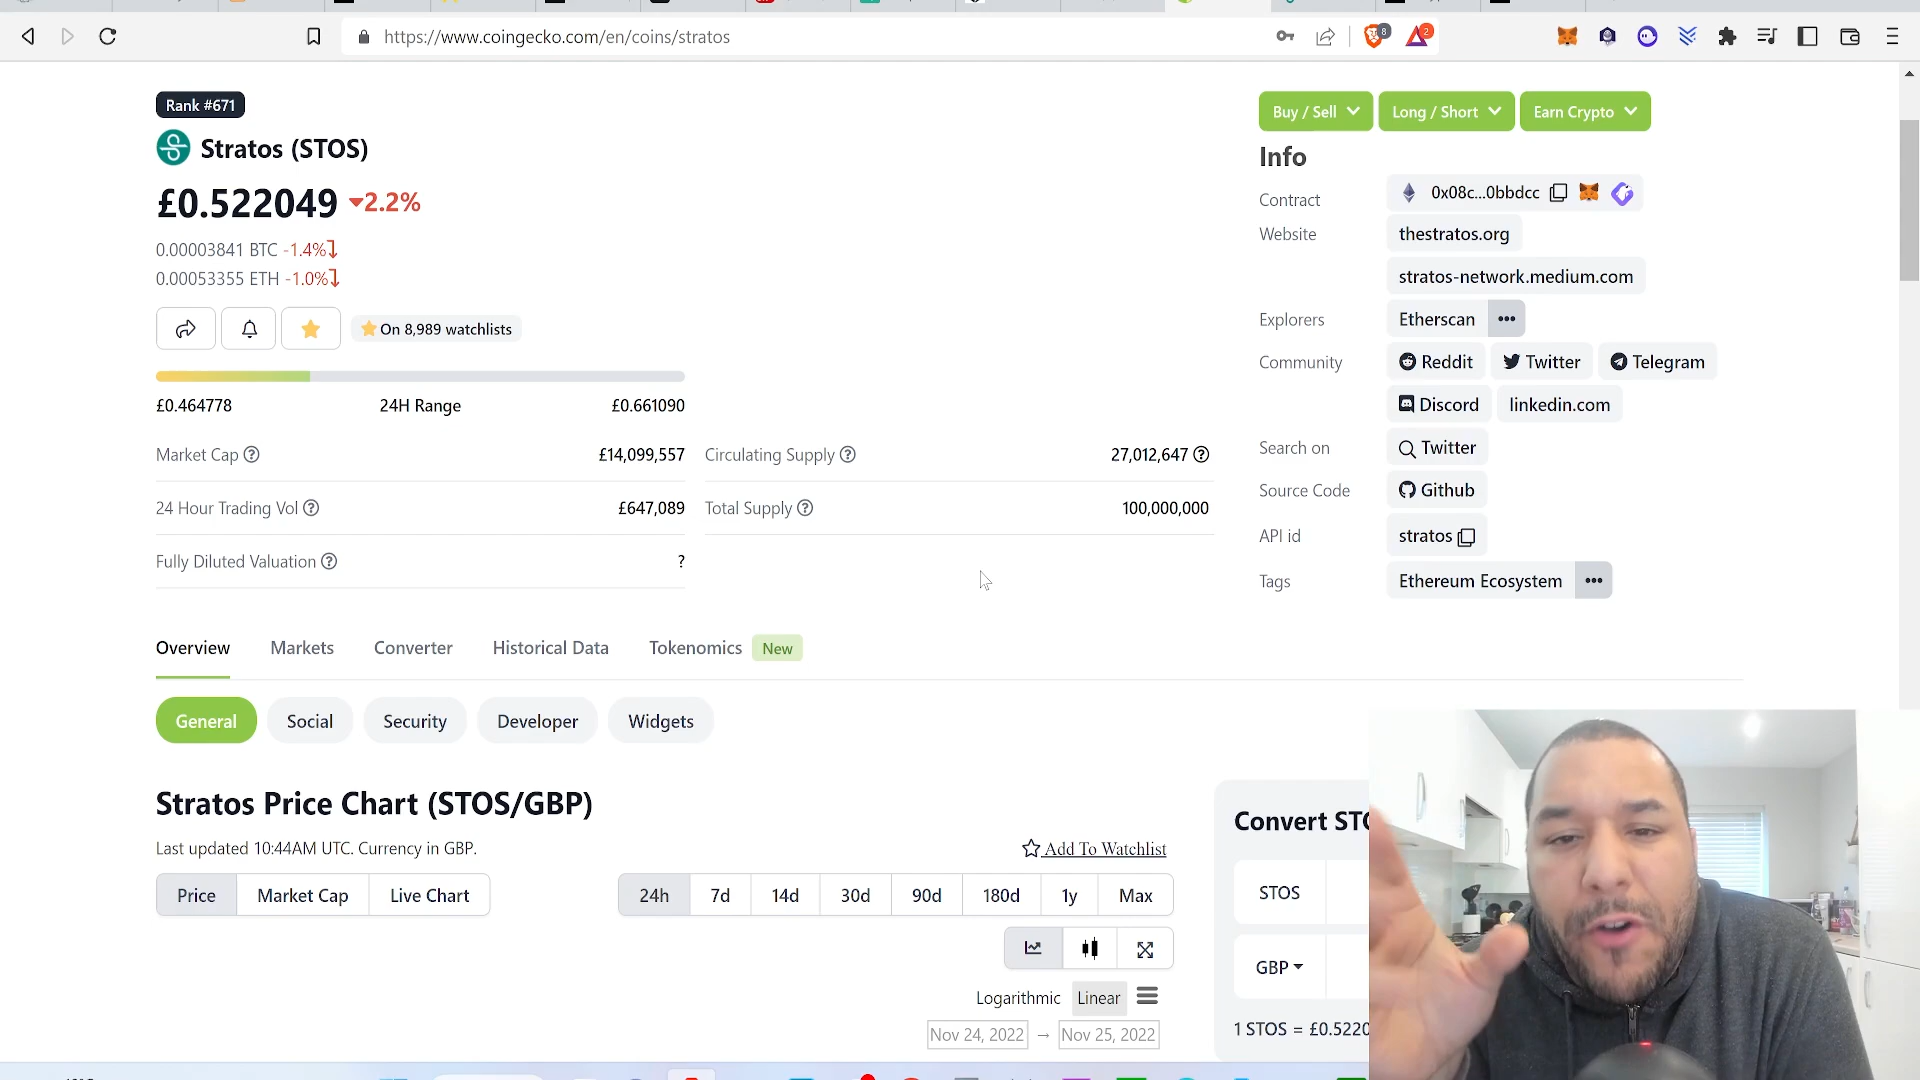 https://www.coingecko.com/en/coins/stratos
8
2
Rank #671
Stratos (STOS)
£0.522049 2.2%
0.00003841 BTC -1.4%
0.00053355 ETH -1.0%
On 8,989 watchlists
£0.464778 24H Range £0.661090
Market Cap £14,099,557 Circulating Supply 27,012,647
24 Hour Trading Vol £647,089 Total Supply 100,000,000
Fully Diluted Valuation ?
Buy / Sell Long / Short Earn Crypto
Info
Contract 0x08c...0bbdcc
Website thestratos.org
stratos-network.medium.com
Explorers Etherscan
Community Reddit Twitter Telegram
Discord linkedin.com
Search on Twitter
Source Code Github
API id stratos
Tags Ethereum Ecosystem
Overview Markets Converter Historical Data Tokenomics New
General Social Security Developer Widgets
Stratos Price Chart (STOS/GBP)
Last updated 10:44AM UTC. Currency in GBP.
Add To Watchlist
Price Market Cap Live Chart 24h 7d 14d 30d 90d 180d 1y Max
Logarithmic Linear
Nov 24, 2022 → Nov 25, 2022
Convert STO
STOS
GBP
1 STOS = £0.5220